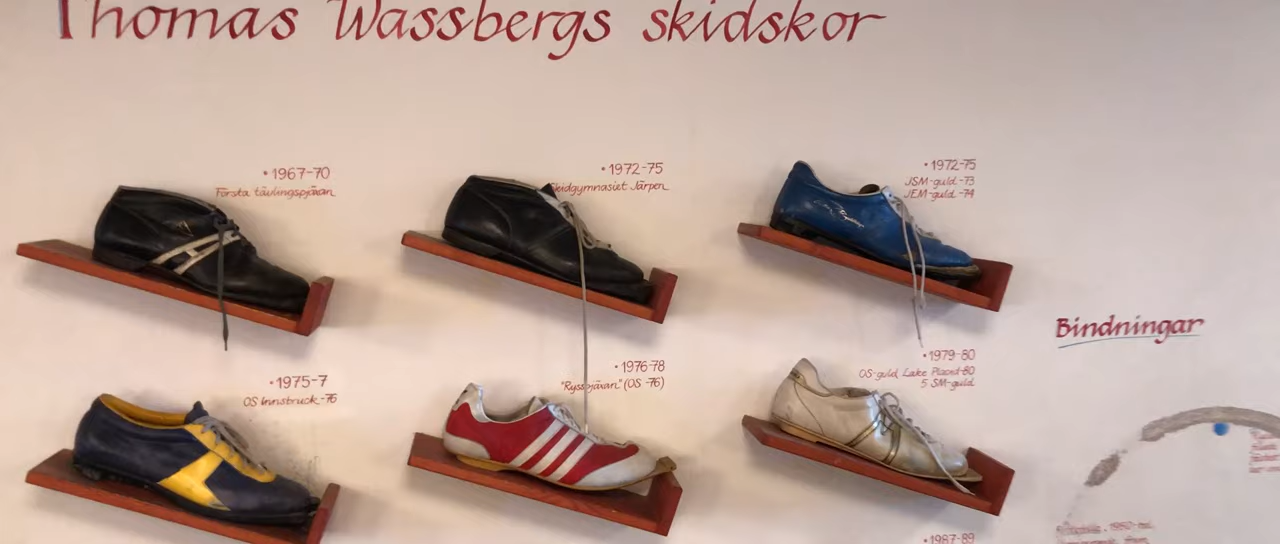 Thomas Wassbergs skidskor
• 1967-70
Första tävlingspjäxan
• 1972-75
Skidgymnasiet Järpen
• 1972-75
JSM-guld -73
JEM-guld -74
Bindningar
• 1975-7
OS Innsbruck -76
• 1976-78
"Rysspjäxan" (OS -76)
• 1979-80
OS-guld Lake Placid-80
5 SM-guld
• 1987-89